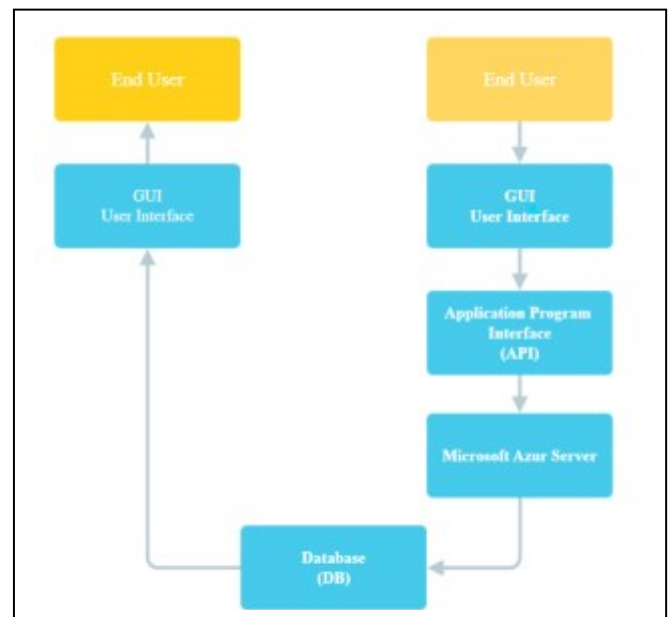 End User
End User
GUI
User Interface
GUI
User Interface
Application Program
Interface
(API)
Microsoft Azur Server
Database
(DB)